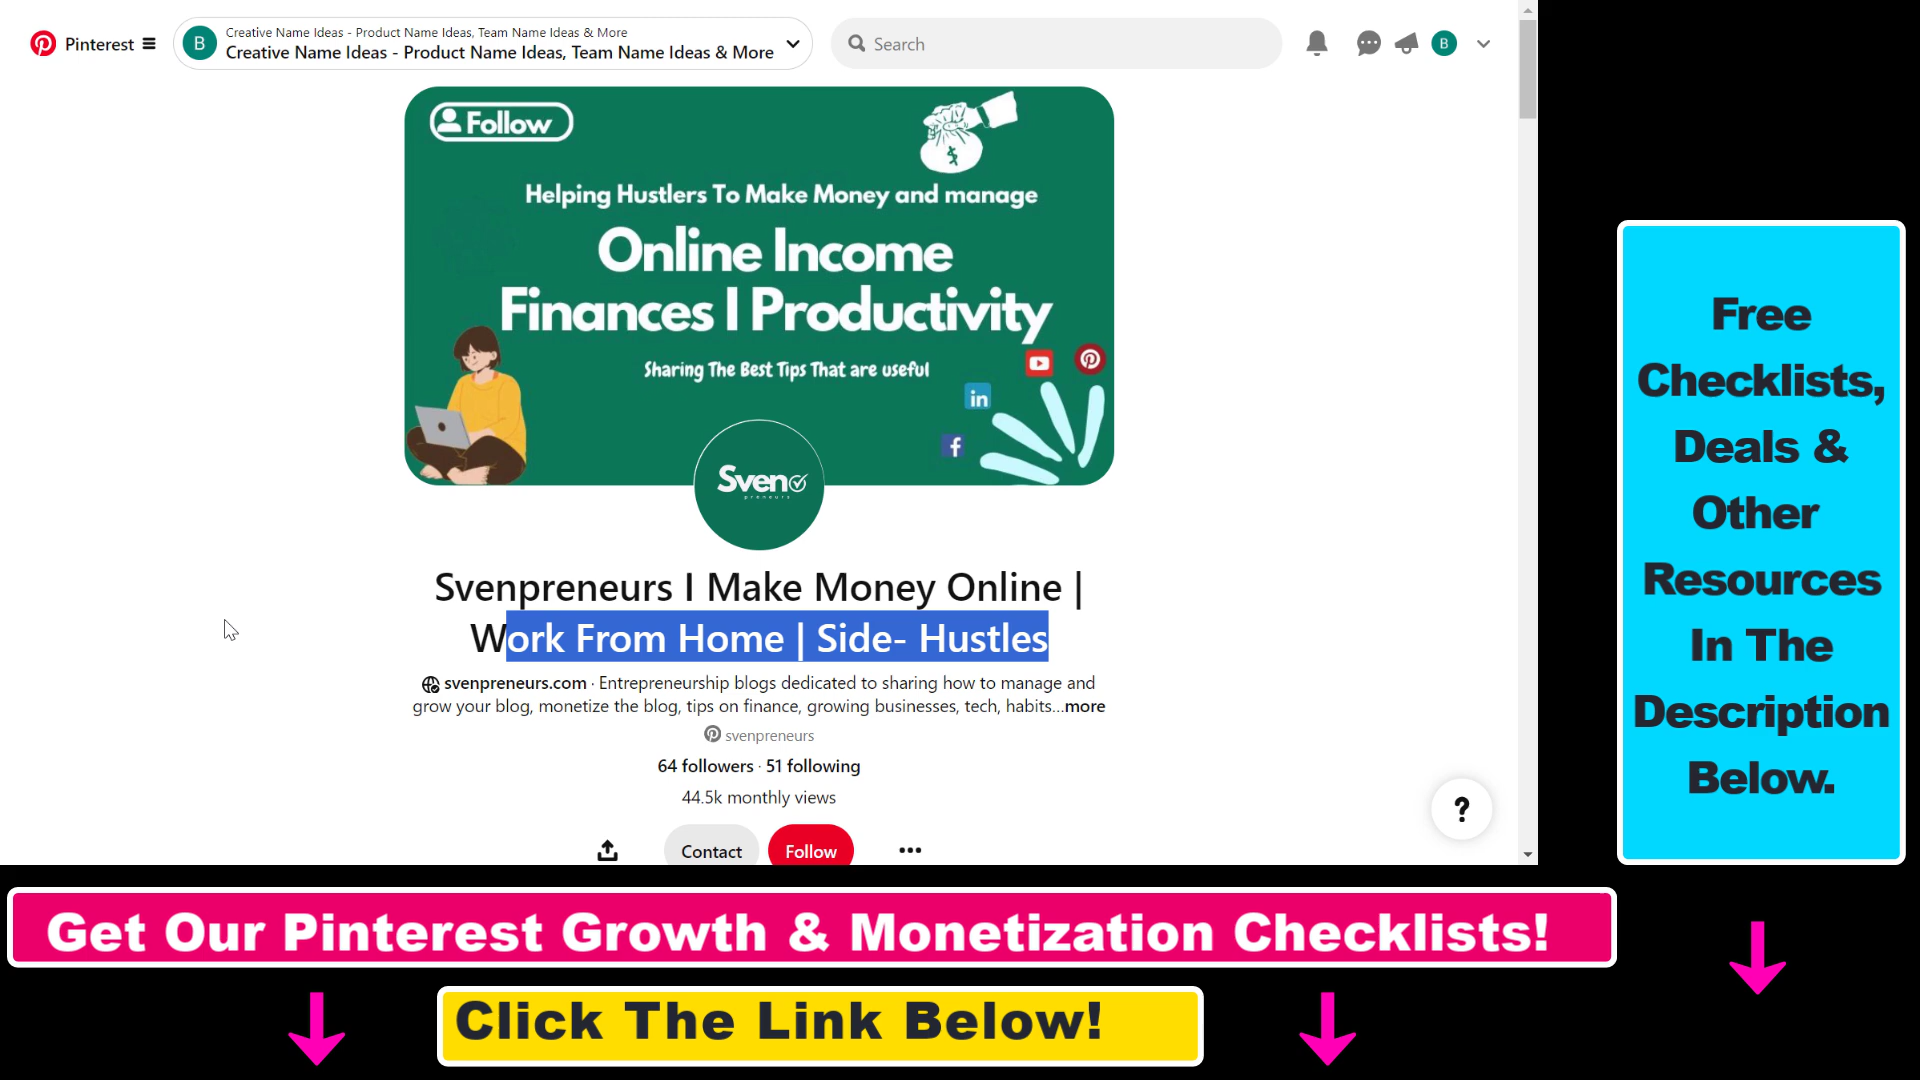 Pinterest
B
Creative Name Ideas - Product Name Ideas, Team Name Ideas & More
Creative Name Ideas - Product Name Ideas, Team Name Ideas & More
Search
B
Follow
$
Helping Hustlers To Make Money and manage
Online Income
Finances I Productivity
Sharing The Best Tips That are useful
in
f
Sveno
preneurs
Svenpreneurs I Make Money Online |
Work From Home | Side- Hustles
svenpreneurs.com · Entrepreneurship blogs dedicated to sharing how to manage and
grow your blog, monetize the blog, tips on finance, growing businesses, tech, habits...more
svenpreneurs
64 followers · 51 following
44.5k monthly views
Contact
Follow
?
Free
Checklists,
Deals &
Other
Resources
In The
Description
Below.
Get Our Pinterest Growth & Monetization Checklists!
Click The Link Below!